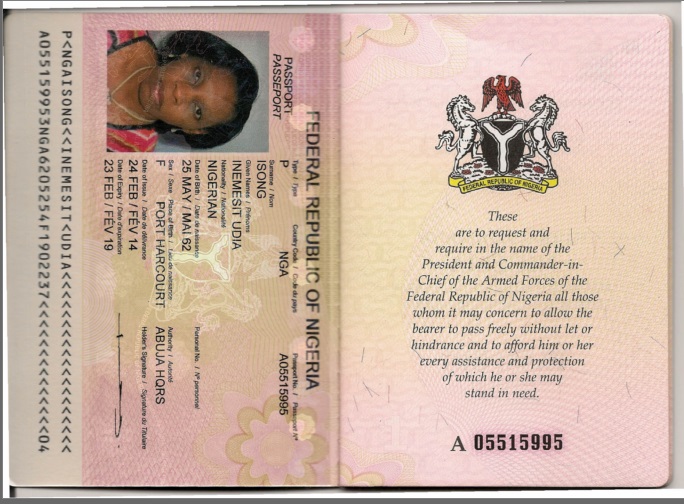 FEDERAL REPUBLIC OF NIGERIA
PASSPORT
PASSEPORT
Type / Type
Country Code / Code du pays
Passport No. / Passeport Nº
P
NGA
A05515995
Surname / Nom
ISONG
Given Names / Prénoms
INEMESIT UDIA
Nationality / Nationalité
NIGERIAN
Date of Birth / Date de naissance
Personal No. / Nº personnel
25 MAY / MAI 62
Sex / Sexe
Place of Birth / Lieu de naissance
Authority / Autorité
F
PORT HARCOURT
ABUJA HQRS
Date of Issue / Date de délivrance
Holder's Signature / Signature du Titulaire
24 FEB / FÉV 14
Date of Expiry / Date d'expiration
23 FEB / FÉV 19
P<NGAISONG<<INEMESIT<UDIA<<<<<<<<<<<<<<<<<<<
A055159953NGA6205254F1902237<<<<<<<<<<<<<<04
FEDERAL REPUBLIC OF NIGERIA
These
are to request and
require in the name of the
President and Commander-in-
Chief of the Armed Forces of the
Federal Republic of Nigeria all those
whom it may concern to allow the
bearer to pass freely without let or
hindrance and to afford him or her
every assistance and protection
of which he or she may
stand in need.
A 05515995